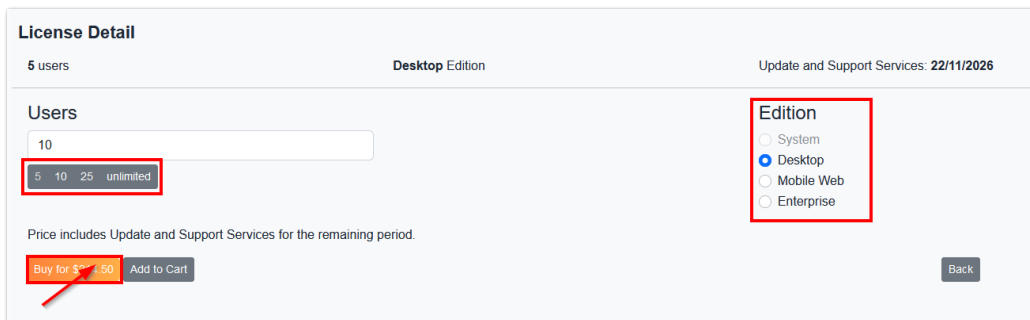 License Detail
5 users Desktop Edition Update and Support Services: 22/11/2026
Users Edition
10
System
Desktop
5 10 25 unlimited
Mobile Web
Enterprise
Price includes Update and Support Services for the remaining period.
Buy for Add to Cart Back